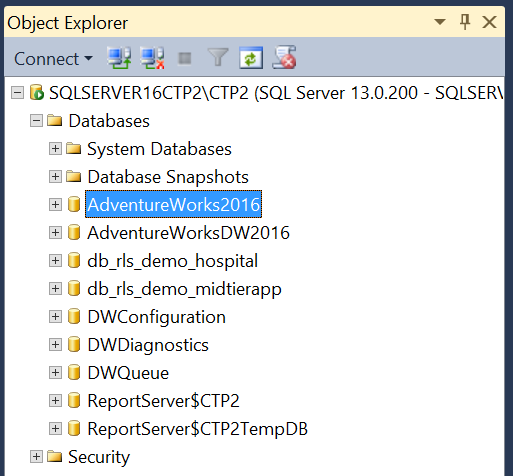 Object Explorer
Connect
SQLSERVER16CTP2\CTP2 (SQL Server 13.0.200 - SQLSERV
Databases
System Databases
Database Snapshots
AdventureWorks2016
AdventureWorksDW2016
db_rls_demo_hospital
db_rls_demo_midtierapp
DWConfiguration
DWDiagnostics
DWQueue
ReportServer$CTP2
ReportServer$CTP2TempDB
Security